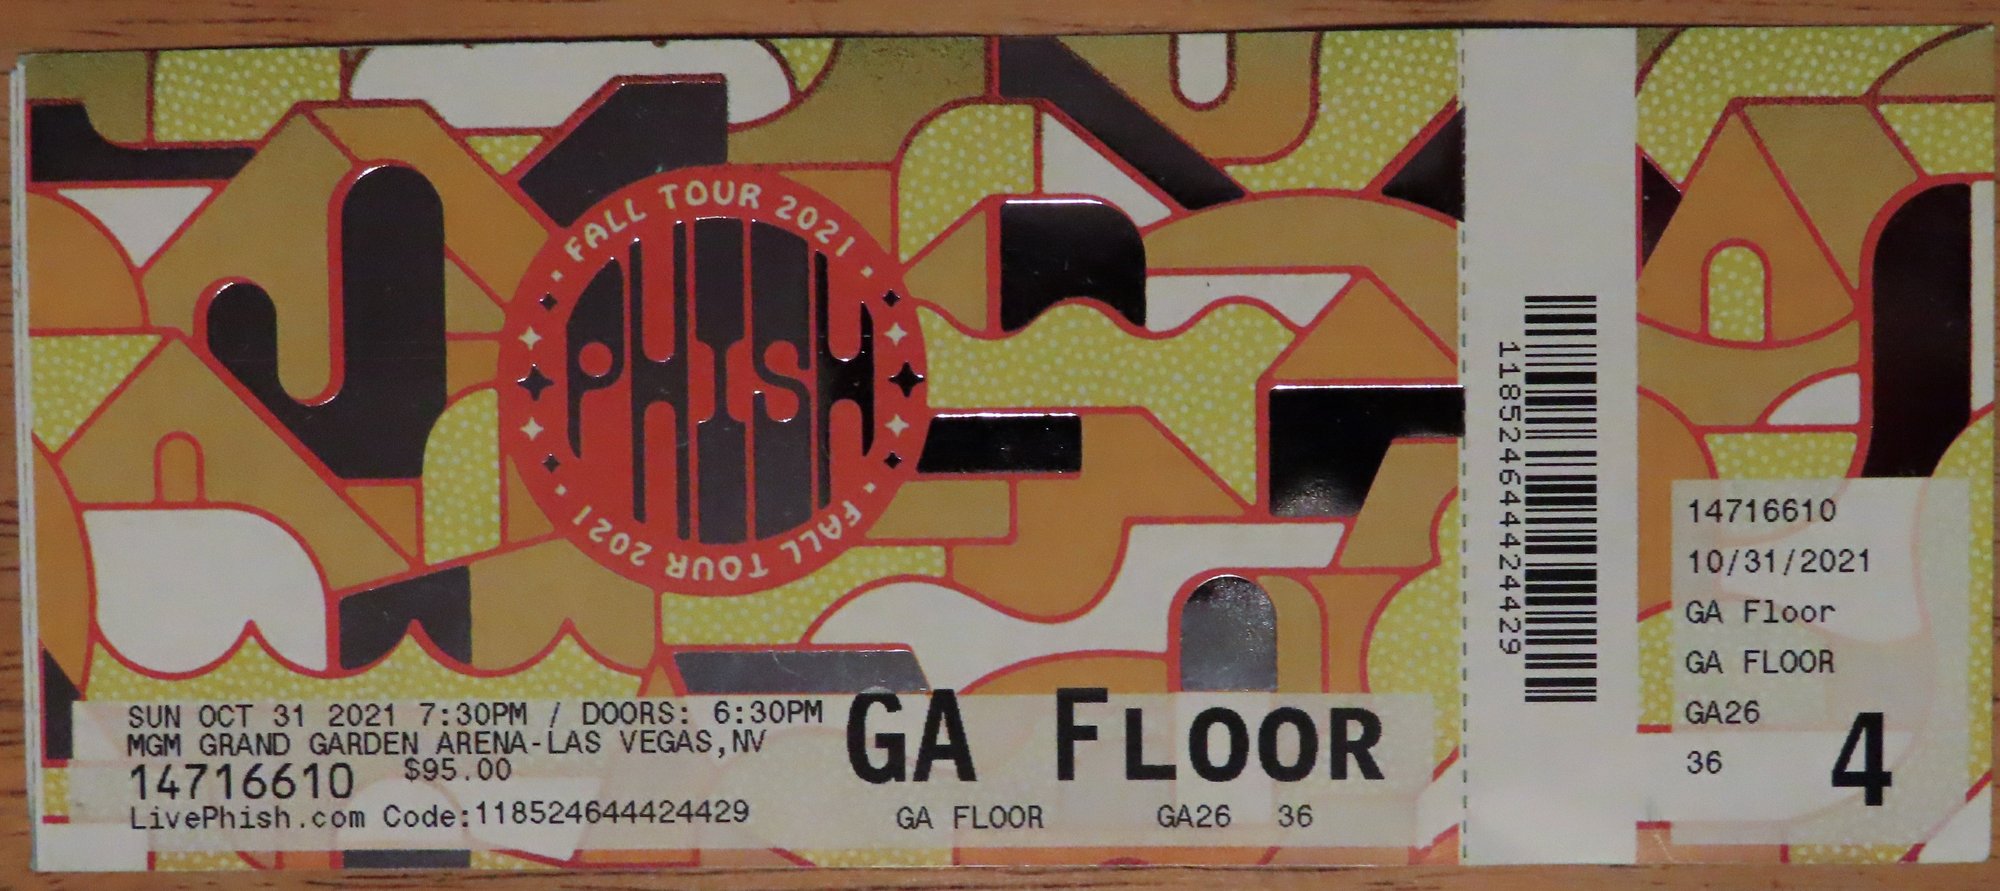 FALL TOUR 2021
PHISH
FALL TOUR 2021
SUN OCT 31 2021 7:30PM / DOORS: 6:30PM
MGM GRAND GARDEN ARENA-LAS VEGAS,NV
14716610 $95.00
LivePhish.com Code:118524644424429
GA FLOOR
GA FLOOR GA26 36
118524644424429
14716610
10/31/2021
GA Floor
GA FLOOR
GA26
36
4